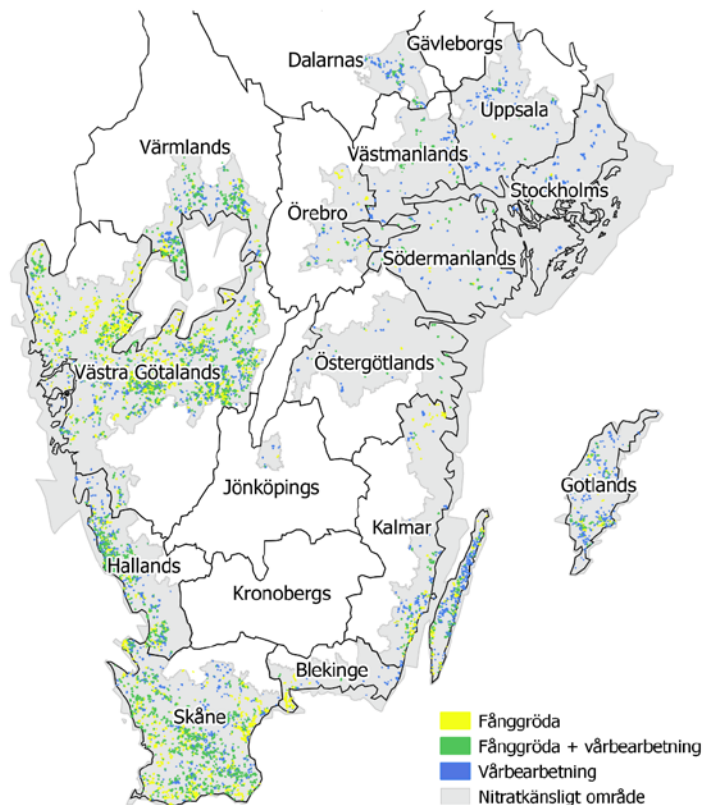 Gävleborgs
Dalarnas
Uppsala
Värmlands
Västmanlands
Stockholms
Örebro
Södermanlands
Östergötlands
Västra Götalands
Jönköpings
Gotlands
Kalmar
Hallands
Kronobergs
Blekinge
Skåne
Fånggröda
Fånggröda + vårbearbetning
Vårbearbetning
Nitratkänsligt område